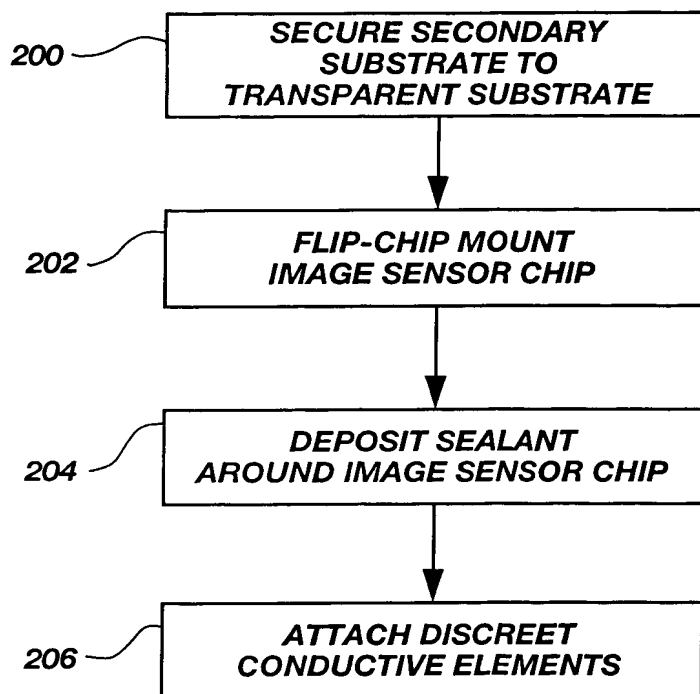 200
SECURE SECONDARY
SUBSTRATE TO
TRANSPARENT SUBSTRATE
202
FLIP-CHIP MOUNT
IMAGE SENSOR CHIP
204
DEPOSIT SEALANT
AROUND IMAGE SENSOR CHIP
206
ATTACH DISCREET
CONDUCTIVE ELEMENTS